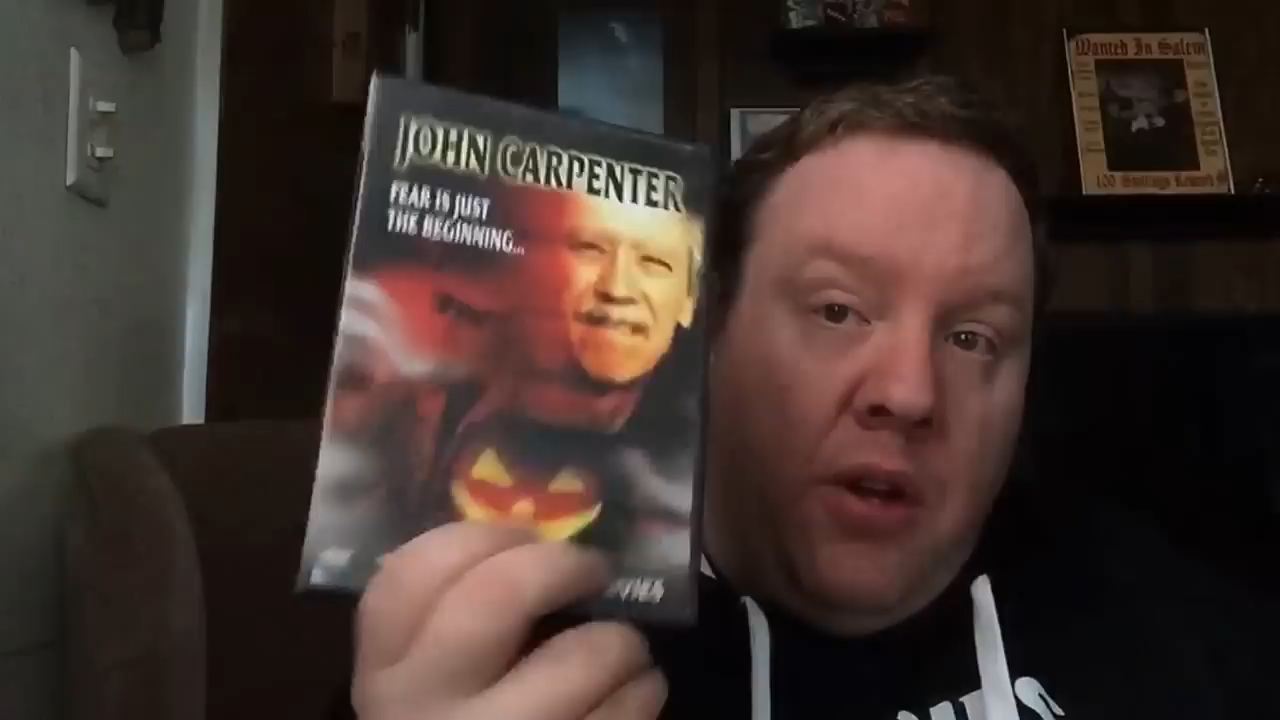 JOHN CARPENTER
FEAR IS JUST
THE BEGINNING...
Wanted In Salem
100 Shillings Reward